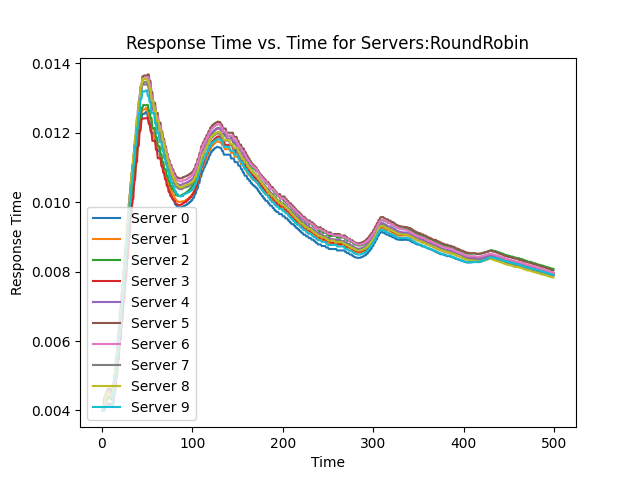 Response Time vs. Time for Servers:RoundRobin
Response Time
0.014
0.012
0.010
0.008
0.006
0.004
Server 0
Server 1
Server 2
Server 3
Server 4
Server 5
Server 6
Server 7
Server 8
Server 9
0 100 200 300 400 500
Time